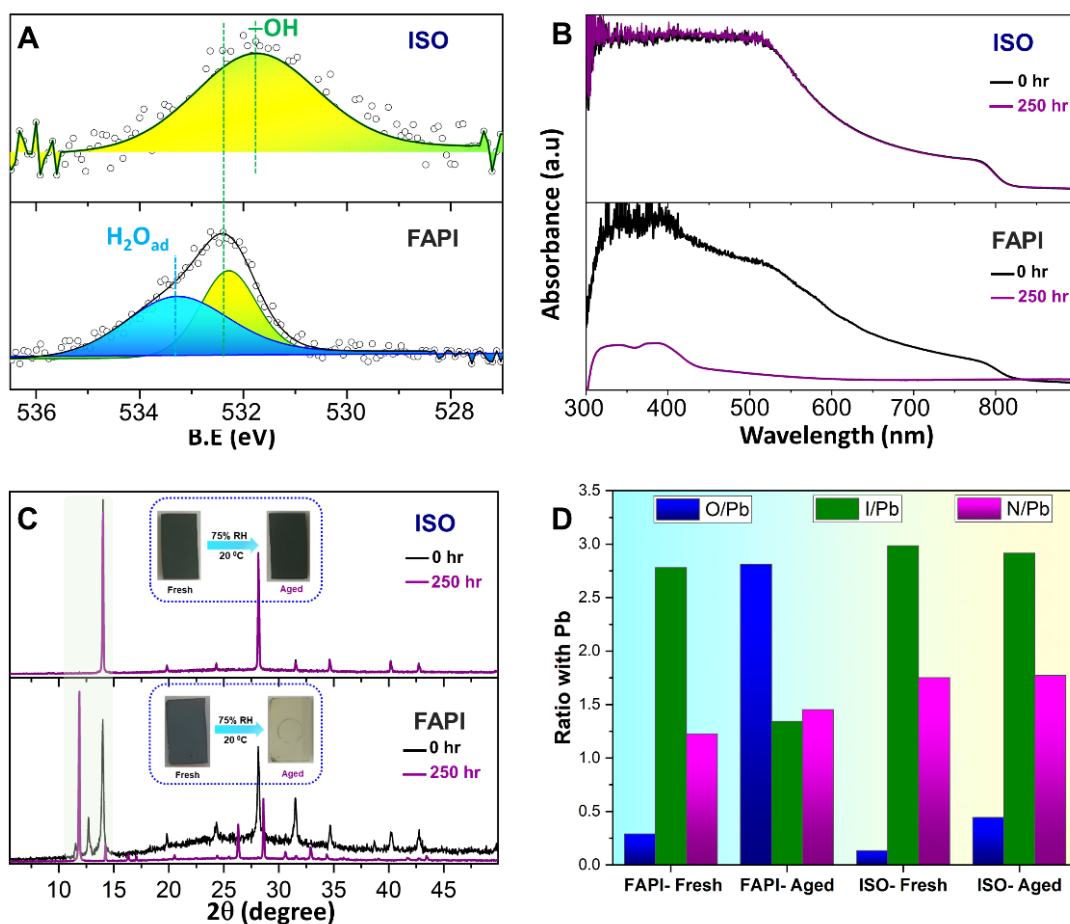 A
–OH
ISO
H₂Oad
FAPI
536
534
532
530
528
B.E (eV)
B
ISO
0 hr
250 hr
FAPI
0 hr
250 hr
Absorbance (a.u)
300
400
500
600
700
800
Wavelength (nm)
C
ISO
75% RH
20 ⁰C
Fresh
Aged
0 hr
250 hr
FAPI
75% RH
20 ⁰C
Fresh
Aged
0 hr
250 hr
10
15
20
25
30
35
40
45
2θ (degree)
D
O/Pb
I/Pb
N/Pb
Ratio with Pb
3.5
3.0
2.5
2.0
1.5
1.0
0.5
0.0
FAPI- Fresh
FAPI- Aged
ISO- Fresh
ISO- Aged